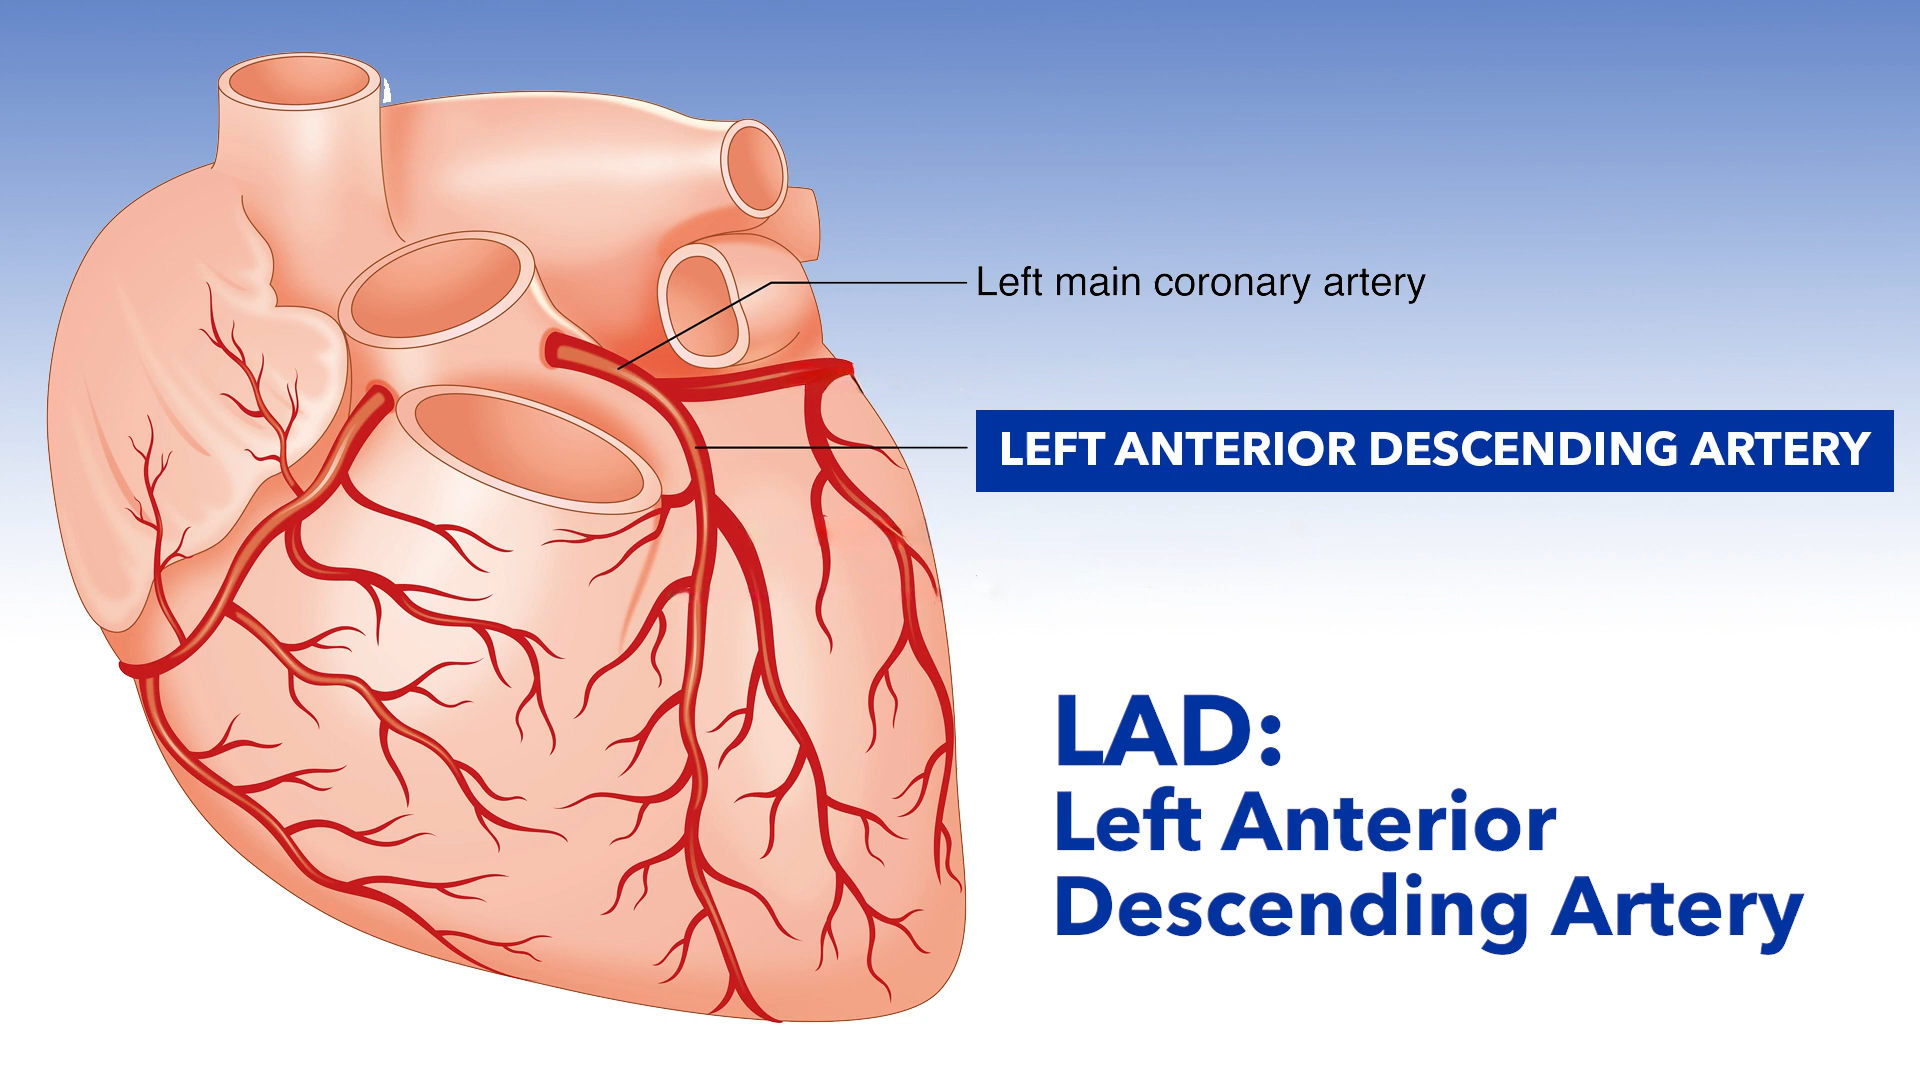 Left main coronary artery
LEFT ANTERIOR DESCENDING ARTERY
LAD:
Left Anterior
Descending Artery